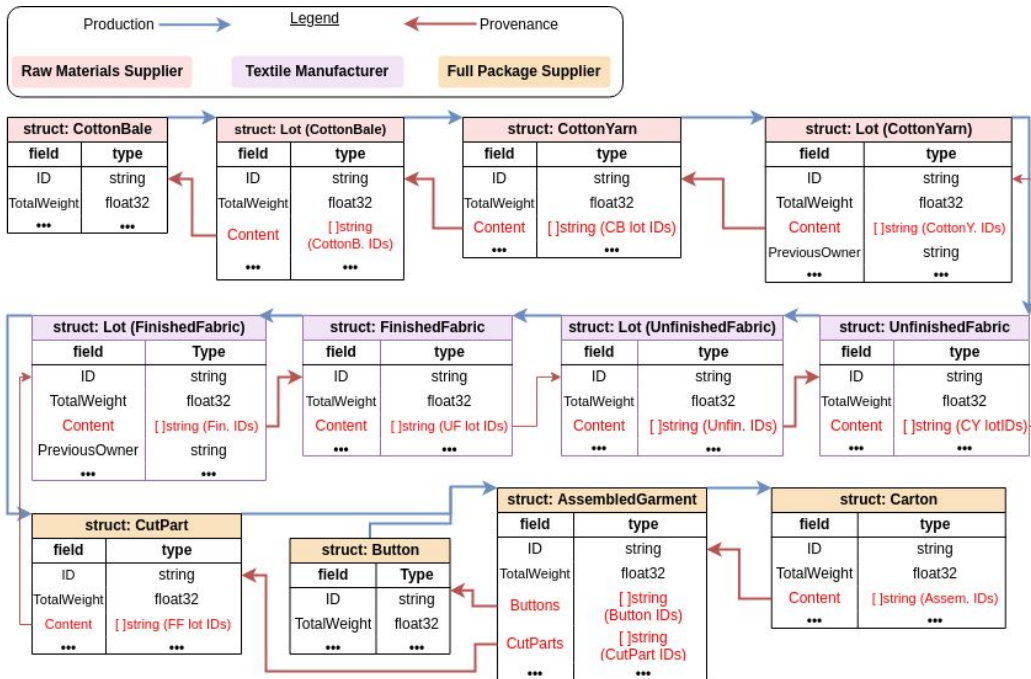 Legend
Production
Provenance
Raw Materials Supplier
Textile Manufacturer
Full Package Supplier
struct: CottonBale
field type
ID string
TotalWeight float32
••• •••
struct: Lot (CottonBale)
field type
ID string
TotalWeight float32
Content [ ]string
(CottonB. IDs)
••• •••
struct: CottonYarn
field type
ID string
TotalWeight float32
Content [ ]string (CB lot IDs)
••• •••
struct: Lot (CottonYarn)
field type
ID string
TotalWeight float32
Content [ ]string (CottonY. IDs)
PreviousOwner string
••• •••
struct: Lot (FinishedFabric)
field Type
ID string
TotalWeight float32
Content [ ]string (Fin. IDs)
PreviousOwner string
••• •••
struct: FinishedFabric
field type
ID string
TotalWeight float32
Content [ ]string (UF lot IDs)
••• •••
struct: Lot (UnfinishedFabric)
field type
ID string
TotalWeight float32
Content [ ]string (Unfin. IDs)
••• •••
struct: UnfinishedFabric
field type
ID string
TotalWeight float32
Content [ ]string (CY lotIDs)
••• •••
struct: CutPart
field type
ID string
TotalWeight float32
Content [ ]string (FF lot IDs)
••• •••
struct: Button
field Type
ID string
TotalWeight float32
••• •••
struct: AssembledGarment
field type
ID string
TotalWeight float32
Buttons [ ]string
(Button IDs)
CutParts [ ]string
(CutPart IDs)
••• •••
struct: Carton
field type
ID string
TotalWeight float32
Content [ ]string (Assem. IDs)
••• •••